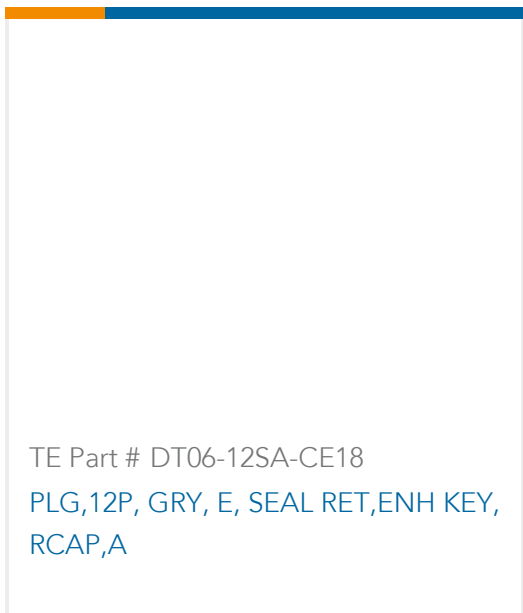 TE Part # DT06-12SA-CE18
PLG,12P, GRY, E, SEAL RET,ENH KEY,
RCAP,A